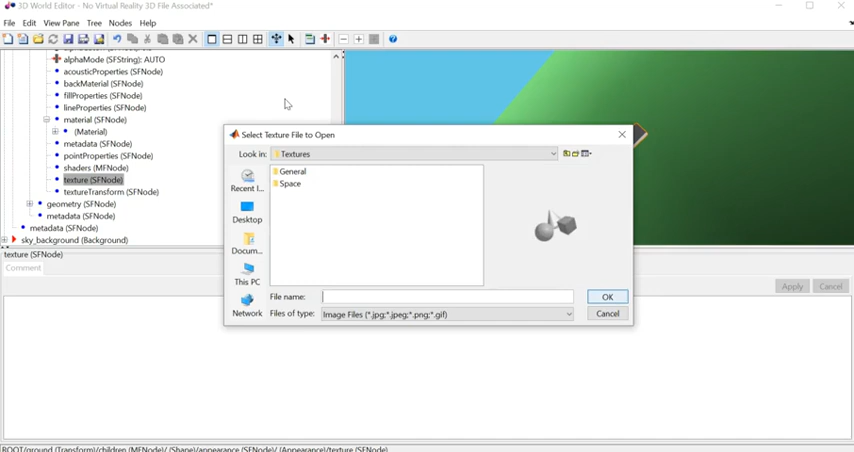 3D World Editor - No Virtual Reality 3D File Associated*
File Edit View Pane Tree Nodes Help
alphaMode (SFString): AUTO
acousticProperties (SFNode)
backMaterial (SFNode)
fillProperties (SFNode)
lineProperties (SFNode)
material (SFNode)
(Material)
metadata (SFNode)
pointProperties (SFNode)
shaders (MFNode)
texture (SFNode)
textureTransform (SFNode)
geometry (SFNode)
metadata (SFNode)
metadata (SFNode)
sky_background (Background)
Select Texture File to Open
Look in: Textures
General
Space
Recent I...
Desktop
Docum...
This PC
Network
File name:
OK
Files of type: Image Files (*.jpg;*.jpeg;*.png;*.gif)
Cancel
texture (SFNode)
Comment
Apply Cancel
ROOT/ground (Transform)/children (MFNode)/ (Shape)/appearance (SFNode)/ (Appearance)/texture (SFNode)